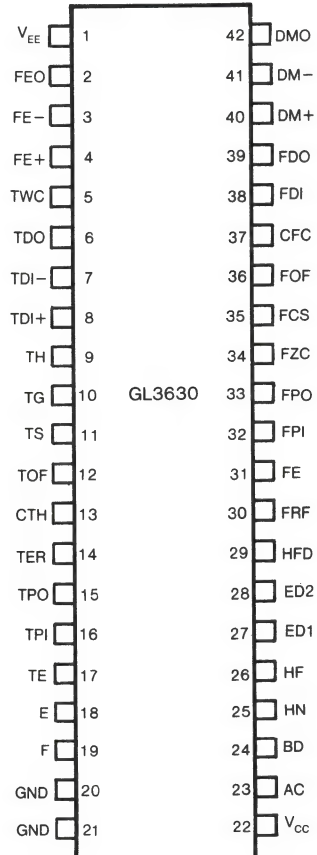 V_EE 1 42 DMO
FEO 2 41 DM−
FE− 3 40 DM+
FE+ 4 39 FDO
TWC 5 38 FDI
TDO 6 37 CFC
TDI− 7 36 FOF
TDI+ 8 35 FCS
TH 9 34 FZC
TG 10 GL3630 33 FPO
TS 11 32 FPI
TOF 12 31 FE
CTH 13 30 FRF
TER 14 29 HFD
TPO 15 28 ED2
TPI 16 27 ED1
TE 17 26 HF
E 18 25 HN
F 19 24 BD
GND 20 23 AC
GND 21 22 V_CC